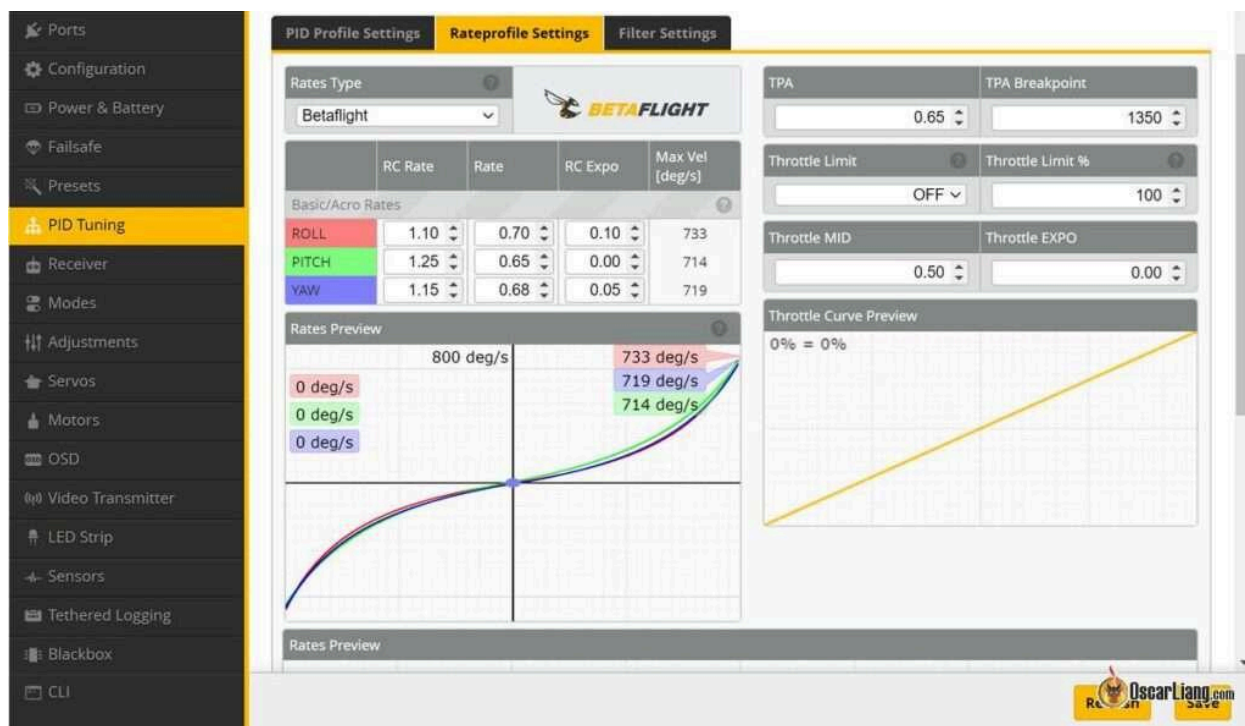 Ports
Configuration
Power & Battery
Failsafe
Presets
PID Tuning
Receiver
Modes
Adjustments
Servos
Motors
OSD
Video Transmitter
LED Strip
Sensors
Tethered Logging
Blackbox
CLI
PID Profile Settings Rateprofile Settings Filter Settings
Rates Type
Betaflight
BETAFLIGHT
RC Rate Rate RC Expo Max Vel
[deg/s]
Basic/Acro Rates
ROLL 1.10 0.70 0.10 733
PITCH 1.25 0.65 0.00 714
YAW 1.15 0.68 0.05 719
Rates Preview
800 deg/s
733 deg/s
719 deg/s
714 deg/s
0 deg/s
0 deg/s
0 deg/s
TPA TPA Breakpoint
0.65 1350
Throttle Limit Throttle Limit %
OFF 100
Throttle MID Throttle EXPO
0.50 0.00
Throttle Curve Preview
0% = 0%
Rates Preview
OscarLiang.com
Save